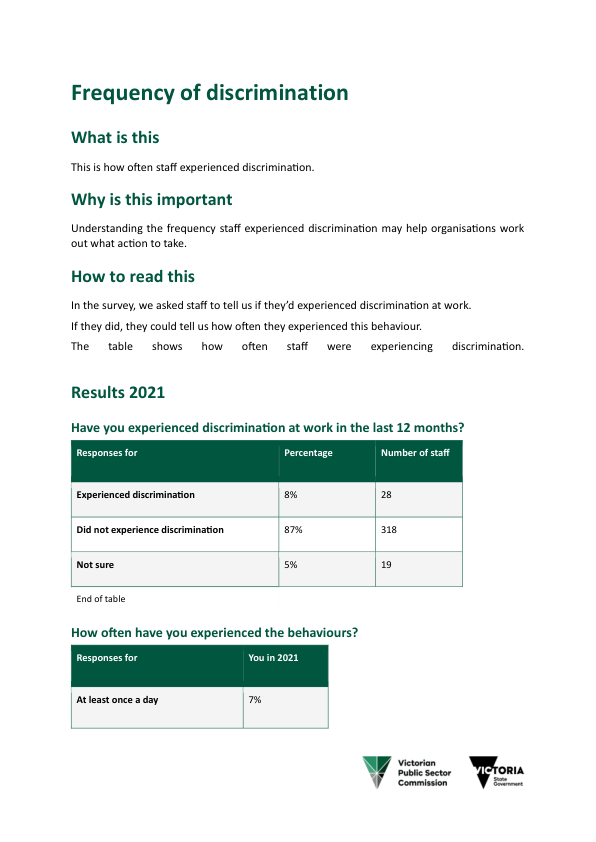 Frequency of discrimination
What is this
This is how often staff experienced discrimination.
Why is this important
Understanding the frequency staff experienced discrimination may help organisations work
out what action to take.
How to read this
In the survey, we asked staff to tell us if they'd experienced discrimination at work.
If they did, they could tell us how often they experienced this behaviour.
The table shows how often staff were experiencing discrimination.
Results 2021
Have you experienced discrimination at work in the last 12 months?
Responses for Percentage Number of staff
Experienced discrimination 8% 28
Did not experience discrimination 87% 318
Not sure 5% 19
End of table
How often have you experienced the behaviours?
Responses for You in 2021
At least once a day 7%
Victorian
Public Sector
Commission
VICTORIA
State
Government